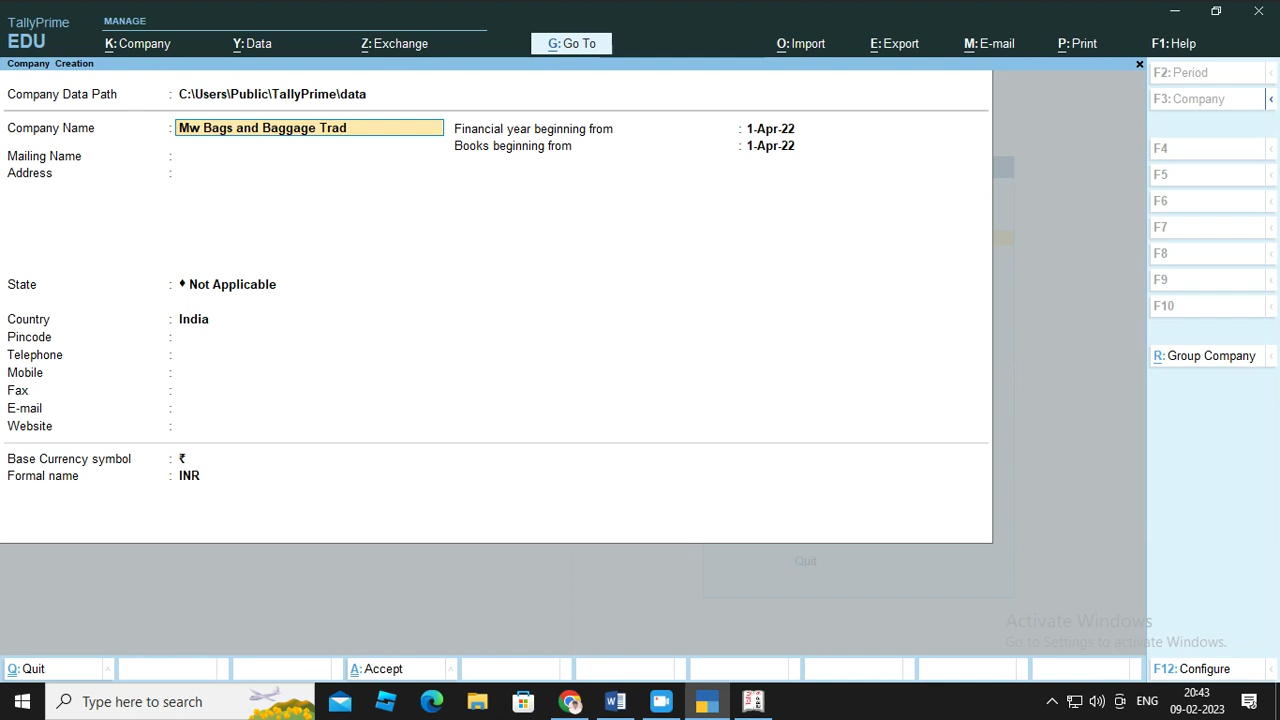 TallyPrime
EDU
MANAGE
K: Company
Y: Data
Z: Exchange
G: Go To
O: Import
E: Export
M: E-mail
P: Print
F1: Help
Company Creation
F2: Period
Company Data Path : C:\Users\Public\TallyPrime\data
F3: Company
Company Name : Mw Bags and Baggage Trad
Financial year beginning from : 1-Apr-22
Books beginning from : 1-Apr-22
Mailing Name :
Address :
F4
F5
F6
F7
F8
F9
F10
State : ♦ Not Applicable
Country : India
Pincode :
Telephone :
Mobile :
Fax :
E-mail :
Website :
R: Group Company
Base Currency symbol : ₹
Formal name : INR
Quit
Activate Windows
Go to Settings to activate Windows.
Q: Quit
A: Accept
F12: Configure
Type here to search
ENG
20:43
09-02-2023